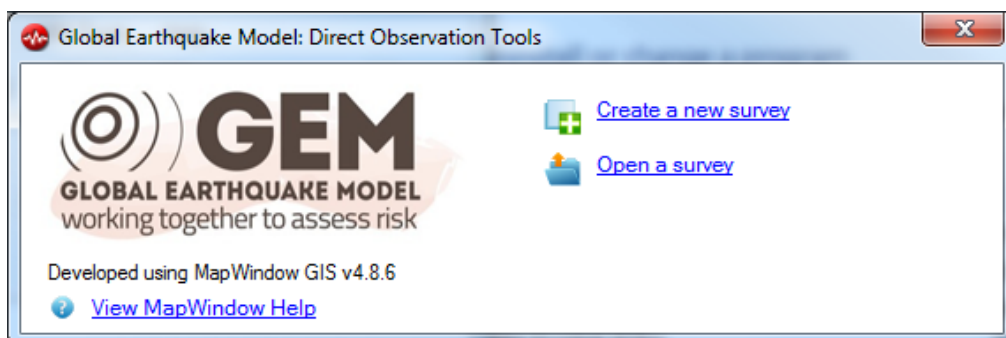 Global Earthquake Model: Direct Observation Tools
GEM
GLOBAL EARTHQUAKE MODEL
working together to assess risk
Create a new survey
Open a survey
Developed using MapWindow GIS v4.8.6
View MapWindow Help